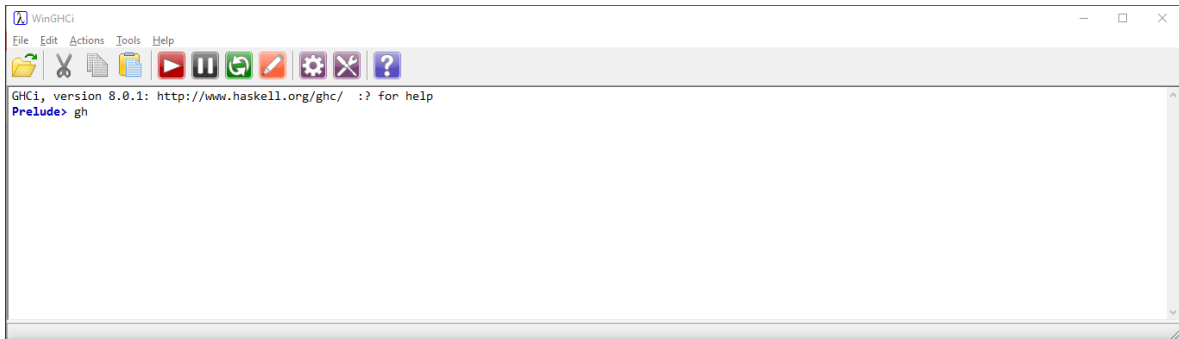 WinGHCi
File Edit Actions Tools Help
GHCi, version 8.0.1: http://www.haskell.org/ghc/  :? for help
Prelude> gh